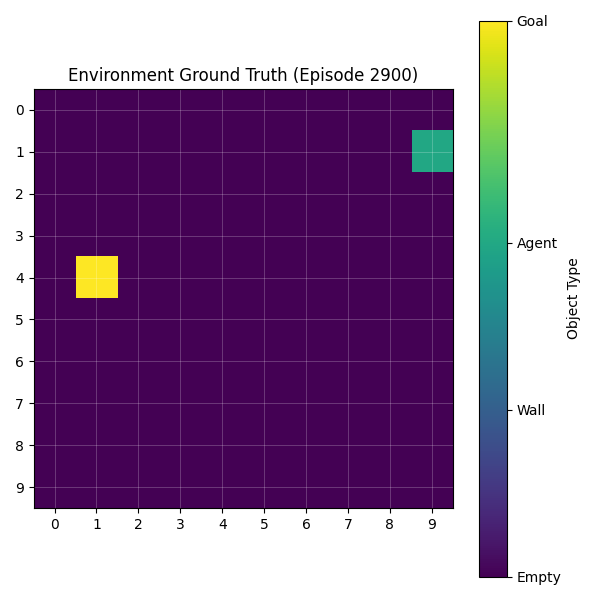 Environment Ground Truth (Episode 2900)
0
1
2
3
4
5
6
7
8
9
0 1 2 3 4 5 6 7 8 9
Goal
Agent
Wall
Empty
Object Type